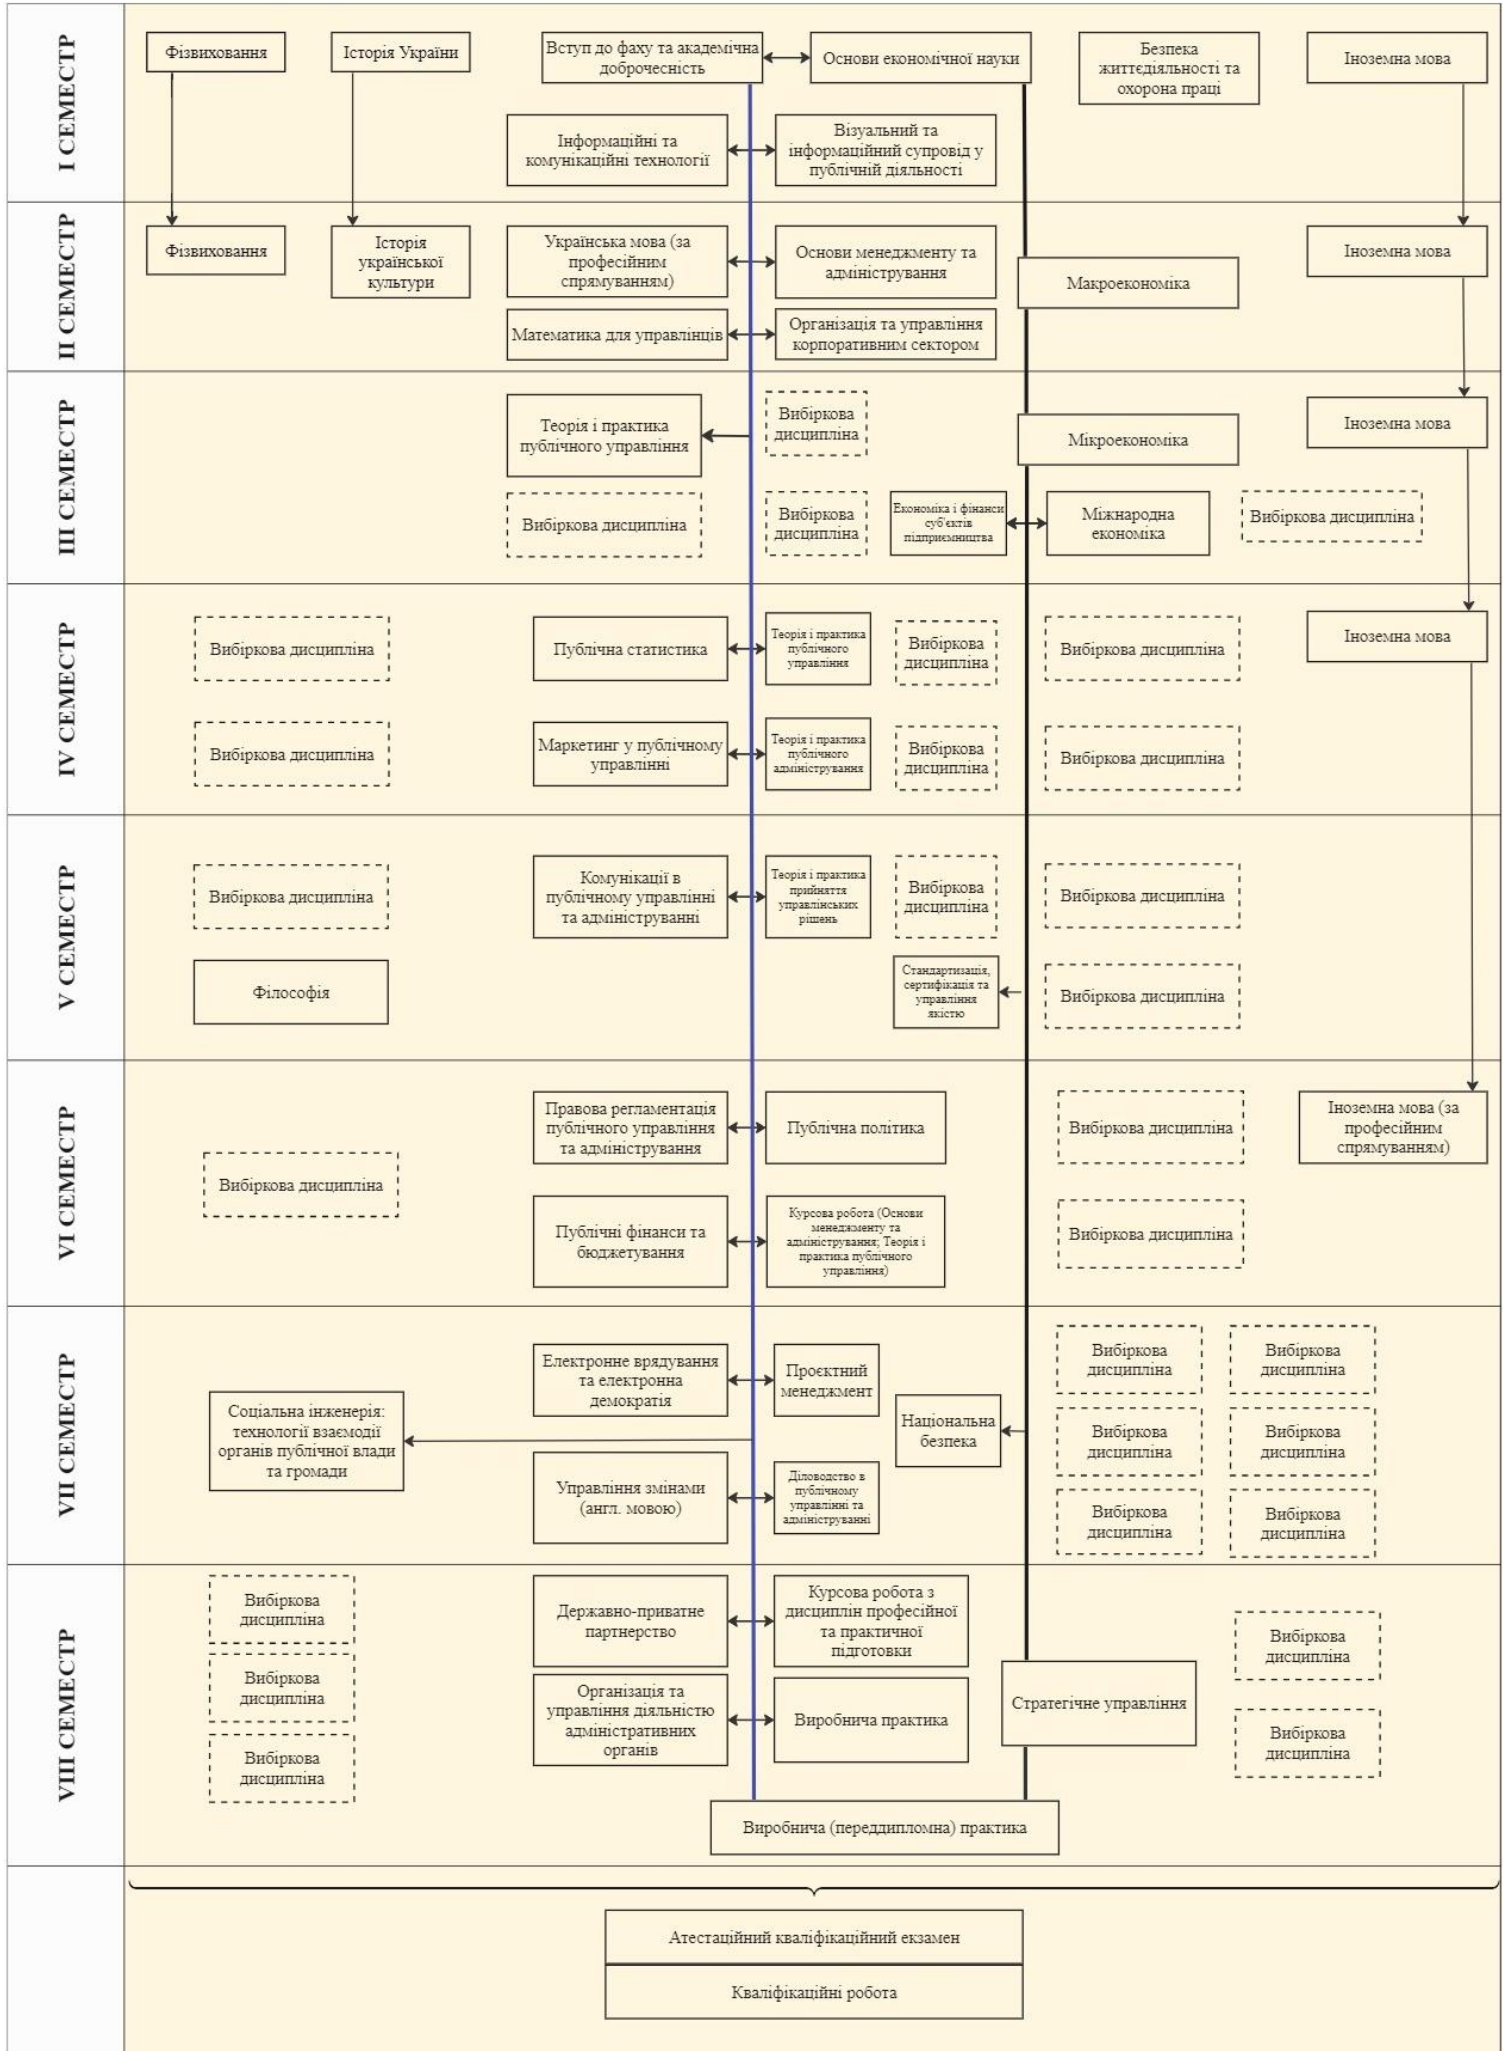 І СЕМЕСТР
Фізвиховання
Історія України
Вступ до фаху та академічна
доброчесність
Основи економічної науки
Безпека
життєдіяльності та
охорона праці
Іноземна мова
Інформаційні та
комунікаційні технології
Візуальний та
інформаційний супровід у
публічній діяльності
ІІ СЕМЕСТР
Фізвиховання
Історія
української
культури
Українська мова (за
професійним
спрямуванням)
Основи менеджменту та
адміністрування
Макроекономіка
Іноземна мова
Математика для управлінців
Організація та управління
корпоративним сектором
ІІІ СЕМЕСТР
Теорія і практика
публічного управління
Вибіркова
дисципліна
Мікроекономіка
Іноземна мова
Вибіркова дисципліна
Вибіркова
дисципліна
Економіка і фінанси
суб'єктів
підприємництва
Міжнародна
економіка
Вибіркова дисципліна
IV СЕМЕСТР
Вибіркова дисципліна
Публічна статистика
Теорія і практика
публічного
управління
Вибіркова
дисципліна
Вибіркова дисципліна
Іноземна мова
Вибіркова дисципліна
Маркетинг у публічному
управлінні
Теорія і практика
публічного
адміністрування
Вибіркова
дисципліна
Вибіркова дисципліна
V СЕМЕСТР
Вибіркова дисципліна
Комунікації в
публічному управлінні
та адмініструванні
Теорія і практика
прийняття
управлінських
рішень
Вибіркова
дисципліна
Вибіркова дисципліна
Філософія
Стандартизація,
сертифікація та
управління
якістю
Вибіркова дисципліна
VI СЕМЕСТР
Вибіркова дисципліна
Правова регламентація
публічного управління
та адміністрування
Публічна політика
Вибіркова дисципліна
Іноземна мова (за
професійним
спрямуванням)
Публічні фінанси та
бюджетування
Курсова робота (Основи
менеджменту та
адміністрування; Теорія і
практика публічного
управління)
Вибіркова дисципліна
VII СЕМЕСТР
Соціальна інженерія:
технології взаємодії
органів публічної влади
та громади
Електронне врядування
та електронна
демократія
Проєктний
менеджмент
Національна
безпека
Вибіркова
дисципліна
Вибіркова
дисципліна
Вибіркова
дисципліна
Вибіркова
дисципліна
Управління змінами
(англ. мовою)
Діловодство в
публічному
управлінні та
адмініструванні
Вибіркова
дисципліна
Вибіркова
дисципліна
VIII СЕМЕСТР
Вибіркова
дисципліна
Вибіркова
дисципліна
Вибіркова
дисципліна
Державно-приватне
партнерство
Курсова робота з
дисциплін професійної
та практичної
підготовки
Вибіркова
дисципліна
Організація та
управління діяльністю
адміністративних
органів
Виробнича практика
Стратегічне управління
Вибіркова
дисципліна
Виробнича (переддипломна) практика
Атестаційний кваліфікаційний екзамен
Кваліфікаційні робота